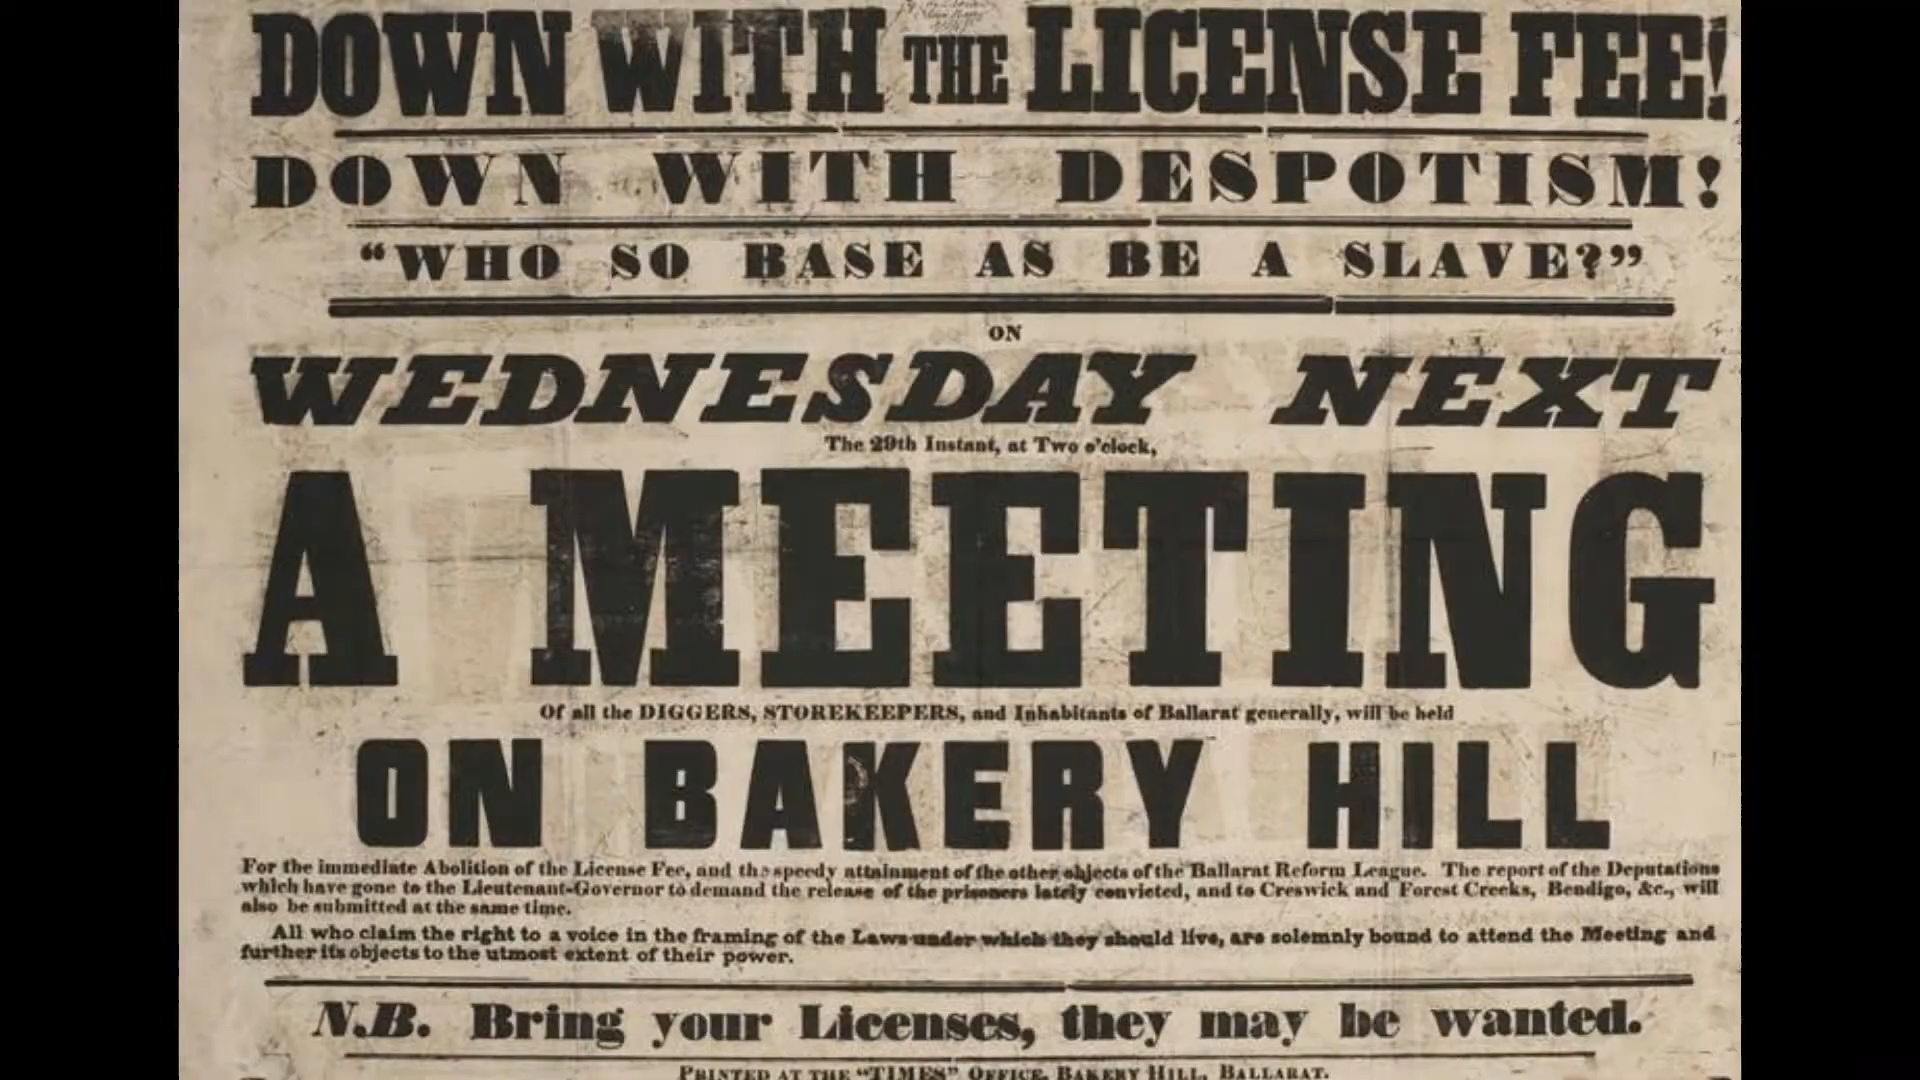 DOWN WITH THE LICENSE FEE!
DOWN WITH DESPOTISM!
"WHO SO BASE AS BE A SLAVE?"
ON
WEDNESDAY NEXT
The 29th Instant, at Two o'clock,
A MEETING
Of all the DIGGERS, STOREKEEPERS, and Inhabitants of Ballarat generally, will be held
ON BAKERY HILL
For the immediate Abolition of the License Fee, and the speedy attainment of the other objects of the Ballarat Reform League. The report of the Deputations
which have gone to the Lieutenant-Governor to demand the release of the prisoners lately convicted, and to Creswick and Forest Creeks, Bendigo, &c., will
also be submitted at the same time.
All who claim the right to a voice in the framing of the Laws under which they should live, are solemnly bound to attend the Meeting and
further its objects to the utmost extent of their power.
N.B. Bring your Licenses, they may be wanted.
PRINTED AT THE "TIMES" OFFICE, BAKERY HILL, BALLARAT.